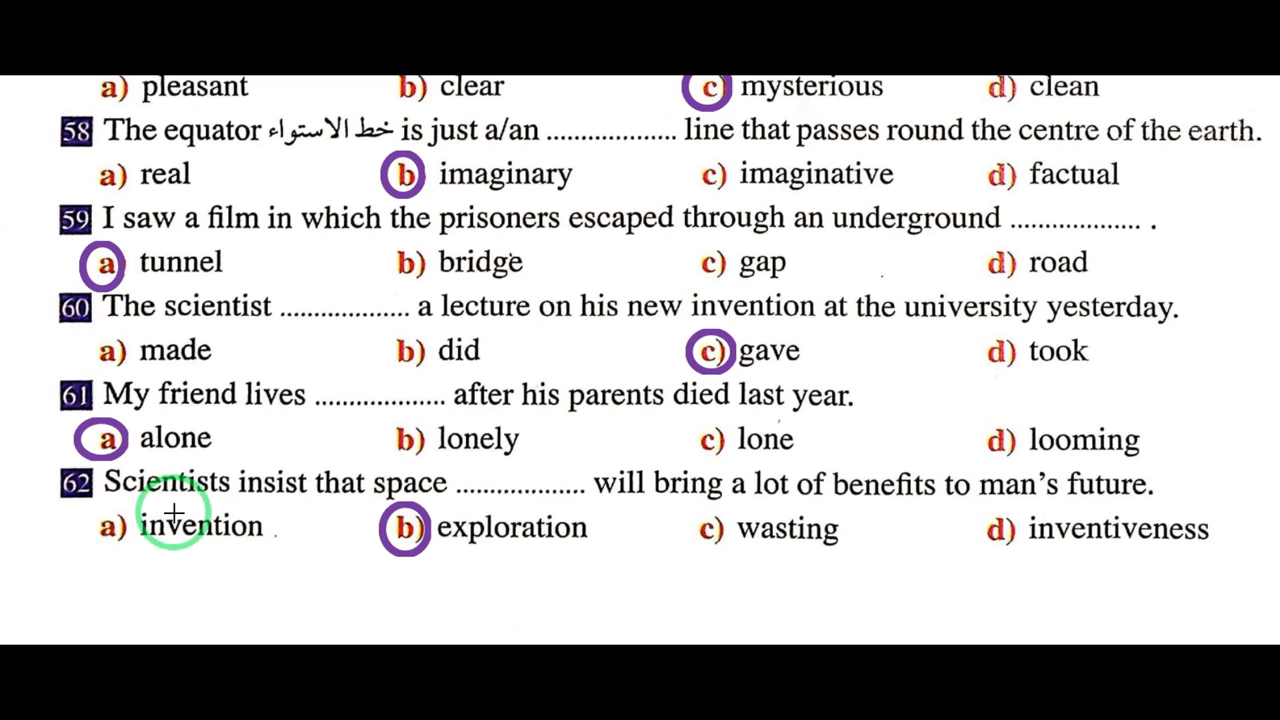 a) pleasant b) clear c) mysterious d) clean
58 The equator خط الاستواء is just a/an .................... line that passes round the centre of the earth.
a) real b) imaginary c) imaginative d) factual
59 I saw a film in which the prisoners escaped through an underground .................... .
a) tunnel b) bridge c) gap d) road
60 The scientist .................... a lecture on his new invention at the university yesterday.
a) made b) did c) gave d) took
61 My friend lives .................... after his parents died last year.
a) alone b) lonely c) lone d) looming
62 Scientists insist that space .................... will bring a lot of benefits to man's future.
a) invention b) exploration c) wasting d) inventiveness